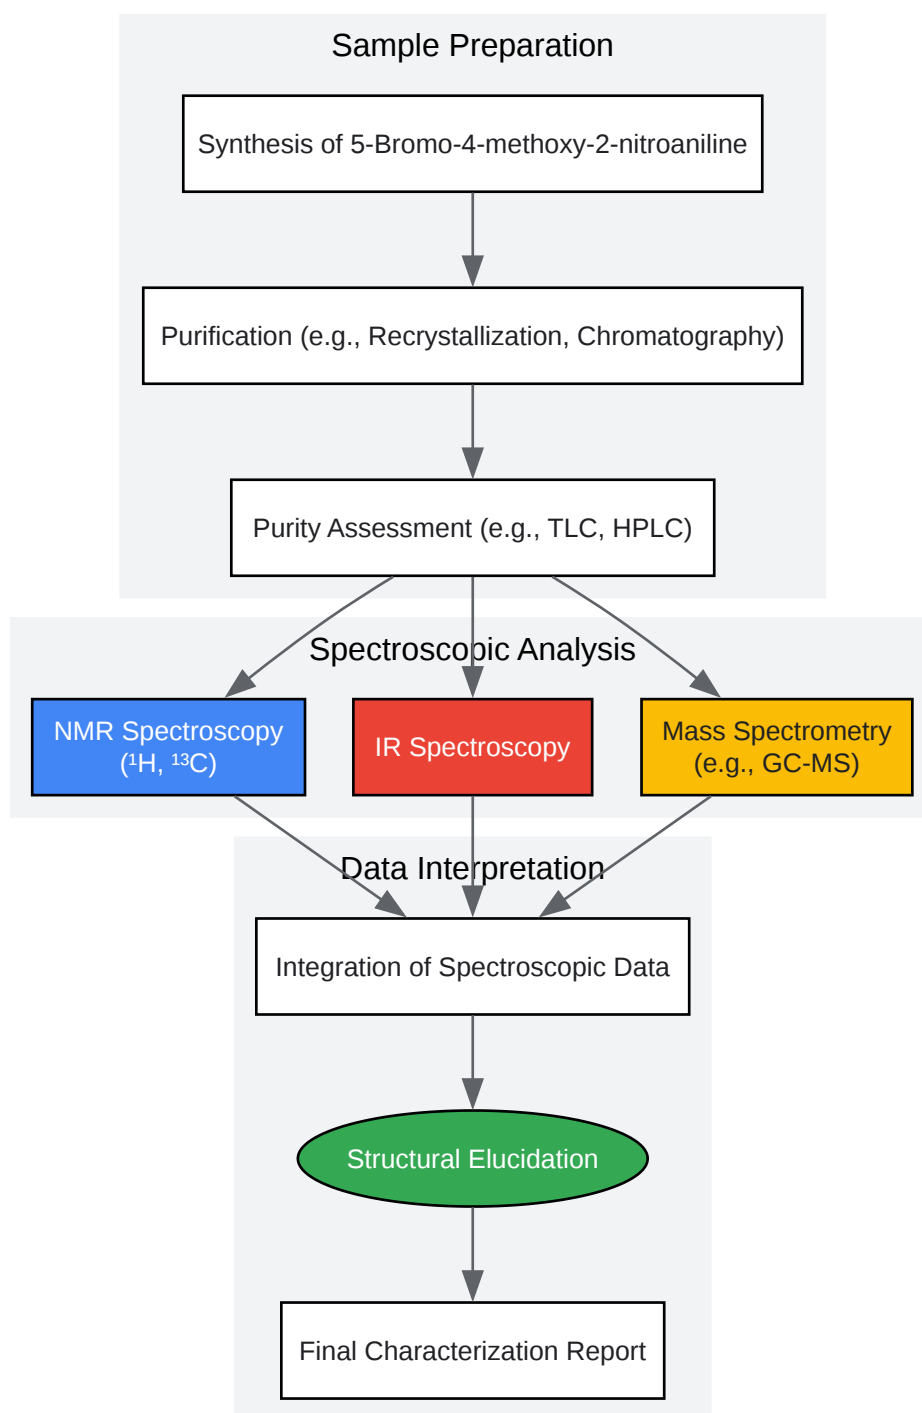 Sample Preparation
Synthesis of 5-Bromo-4-methoxy-2-nitroaniline
Purification (e.g., Recrystallization, Chromatography)
Purity Assessment (e.g., TLC, HPLC)
Spectroscopic Analysis
NMR Spectroscopy
(¹H, ¹³C)
IR Spectroscopy
Mass Spectrometry
(e.g., GC-MS)
Data Interpretation
Integration of Spectroscopic Data
Structural Elucidation
Final Characterization Report